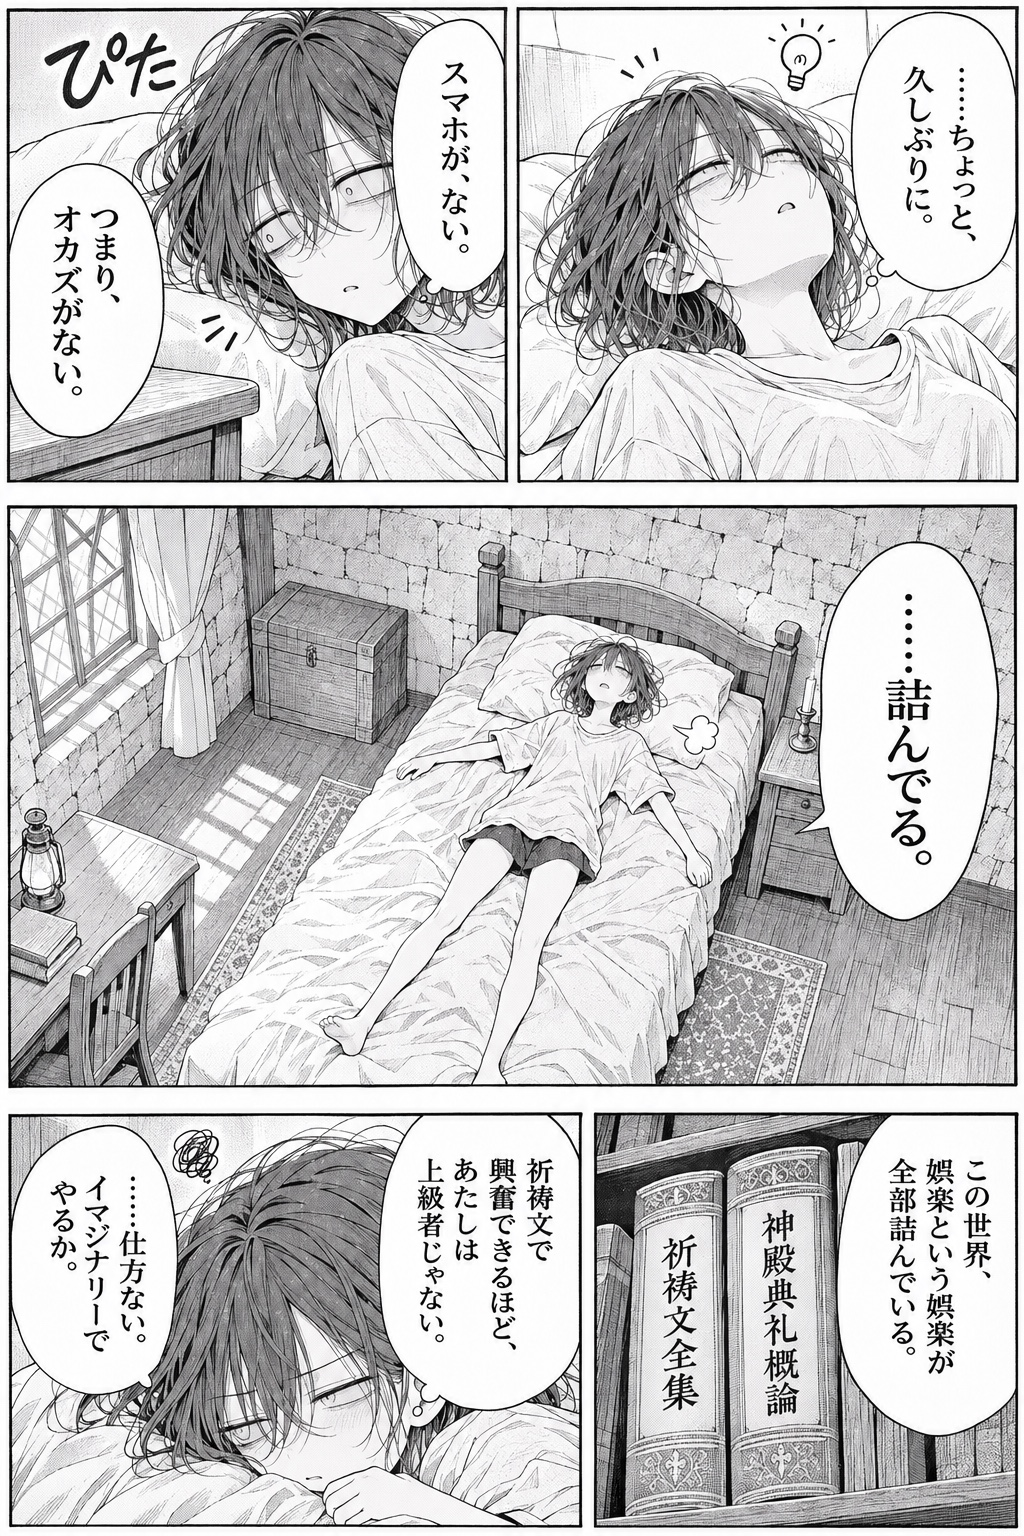 ……ちょっと、
久しぶりに。
スマホが、ない。
ぴた
つまり、
オカズがない。
……詰んでる。
この世界、
娯楽という娯楽が
全部詰んでいる。
神殿典礼概論
祈祷文全集
祈祷文で
興奮できるほど、
あたしは
上級者じゃない。
……仕方ない。
イマジナリーで
やるか。